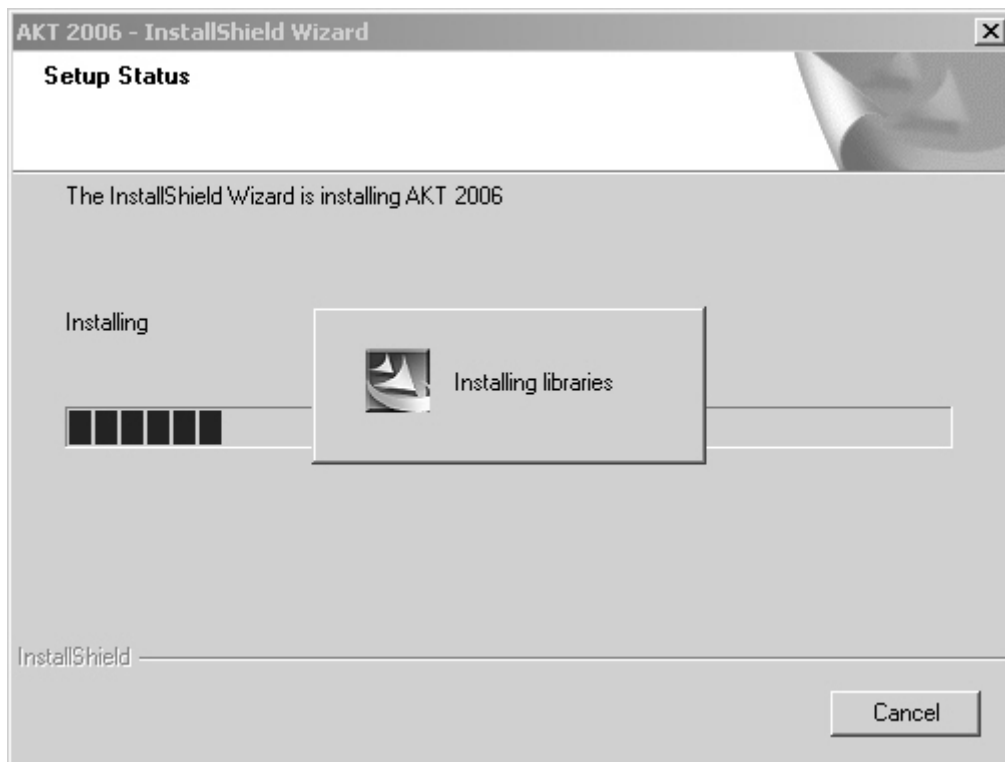 AKT 2006 - InstallShield Wizard
Setup Status
The InstallShield Wizard is installing AKT 2006
Installing
Installing libraries
InstallShield
Cancel